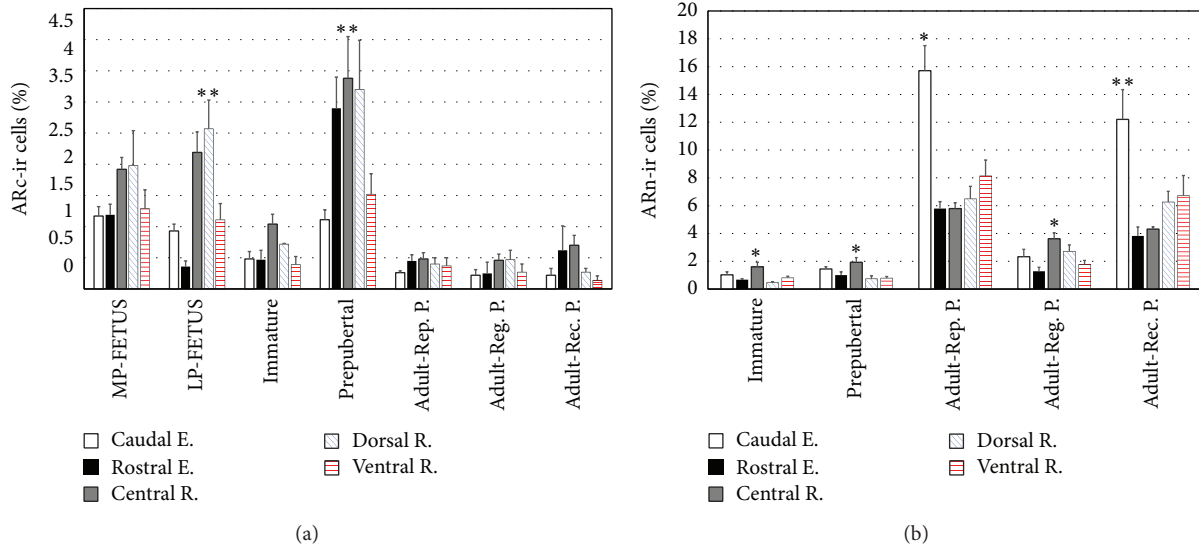 ARc-ir cells (%)
4.5
4
3.5
3
2.5
2
1
0.5
0
**
**
MP-FETUS
LP-FETUS
Immature
Prepubertal
Adult-Rep. P.
Adult-Reg. P.
Adult-Rec. P.
Caudal E.
Rostral E.
Central R.
Dorsal R.
Ventral R.
(a)
ARn-ir cells (%)
20
18
16
14
12
10
8
6
4
2
0
*
*
*
*
**
Immature
Prepubertal
Adult-Rep. P.
Adult-Reg. P.
Adult-Rec. P.
Caudal E.
Rostral E.
Central R.
Dorsal R.
Ventral R.
(b)